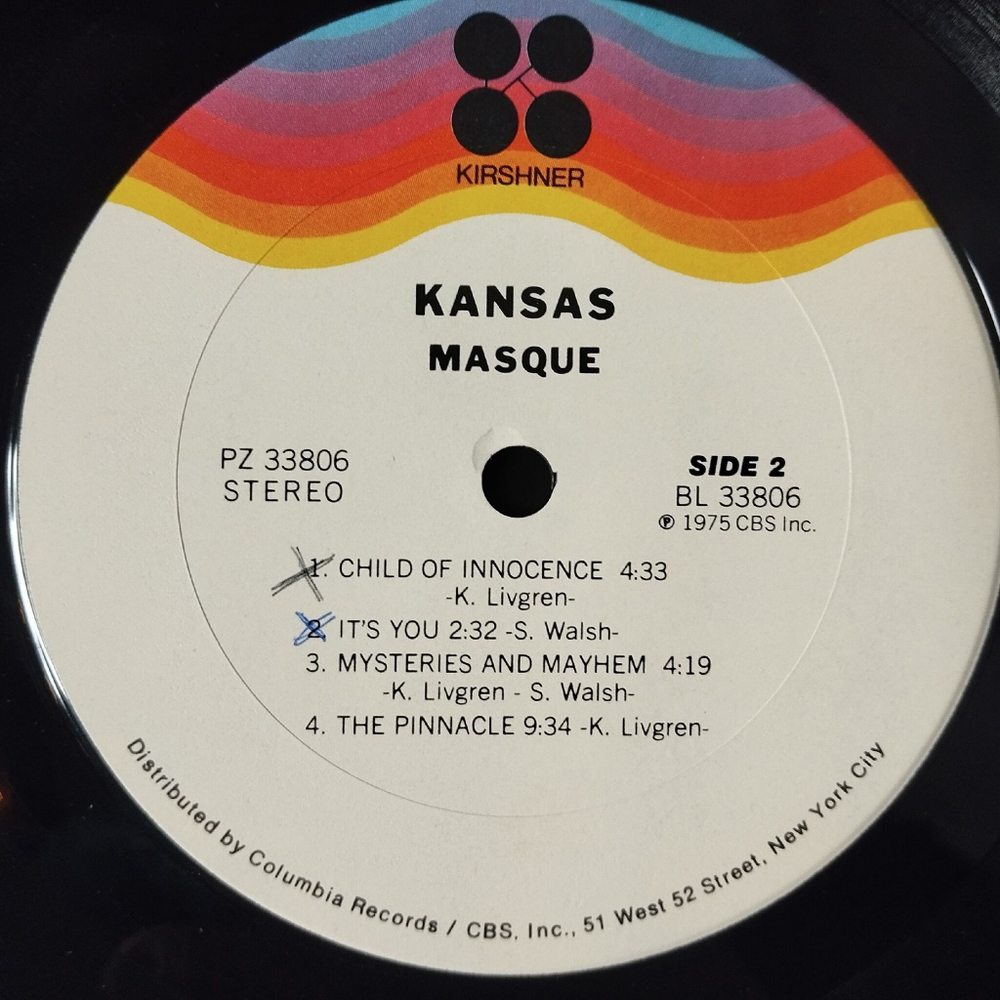 KIRSHNER
KANSAS
MASQUE
PZ 33806
STEREO
SIDE 2
BL 33806
℗ 1975 CBS Inc.
1. CHILD OF INNOCENCE 4:33
-K. Livgren-
2. IT'S YOU 2:32 -S. Walsh-
3. MYSTERIES AND MAYHEM 4:19
-K. Livgren - S. Walsh-
4. THE PINNACLE 9:34 -K. Livgren-
Distributed by Columbia Records / CBS, Inc., 51 West 52 Street, New York City